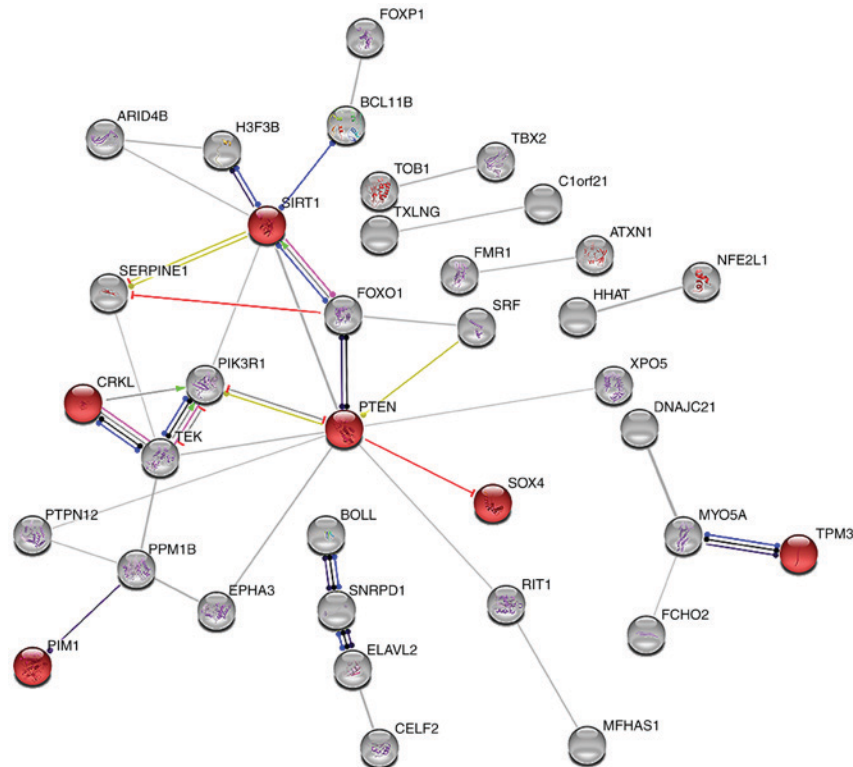 FOXP1
BCL11B
ARID4B
H3F3B
TBX2
TOB1
C1orf21
SIRT1
TXLNG
ATXN1
FMR1
NFE2L1
SERPINE1
HHAT
FOXO1
SRF
PIK3R1
XPO5
CRKL
PTEN
DNAJC21
TEK
SOX4
BOLL
MYO5A
PTPN12
TPM3
PPM1B
EPHA3
SNRPD1
RIT1
FCHO2
PIM1
ELAVL2
CELF2
MFHAS1